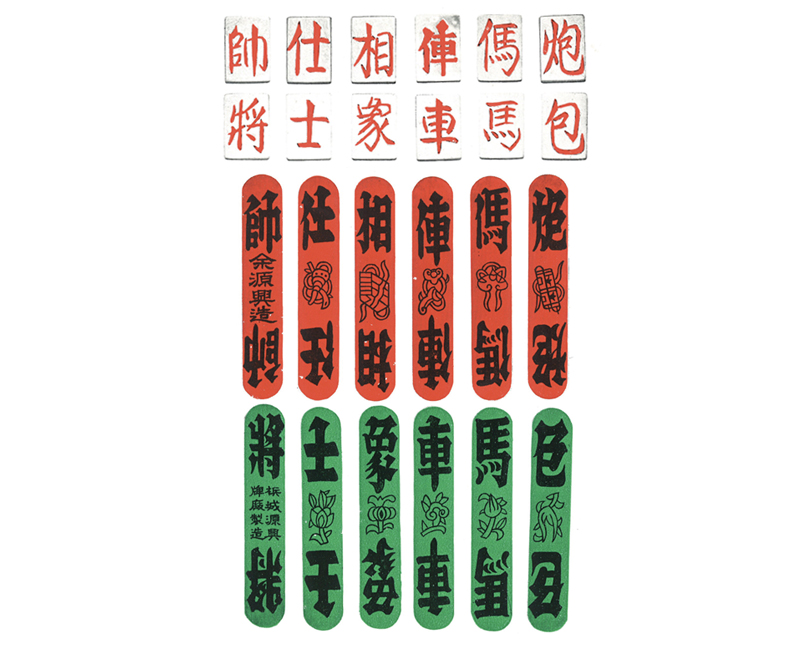 帥 仕 相 俥 傌 炮
將 士 象 車 馬 包
帥 仕 相 俥 傌 炮
余源興造
帥 仕 相 俥 傌 炮
將 士 象 車 馬 包
梹城源興
牌廠製造
將 士 象 車 馬 包